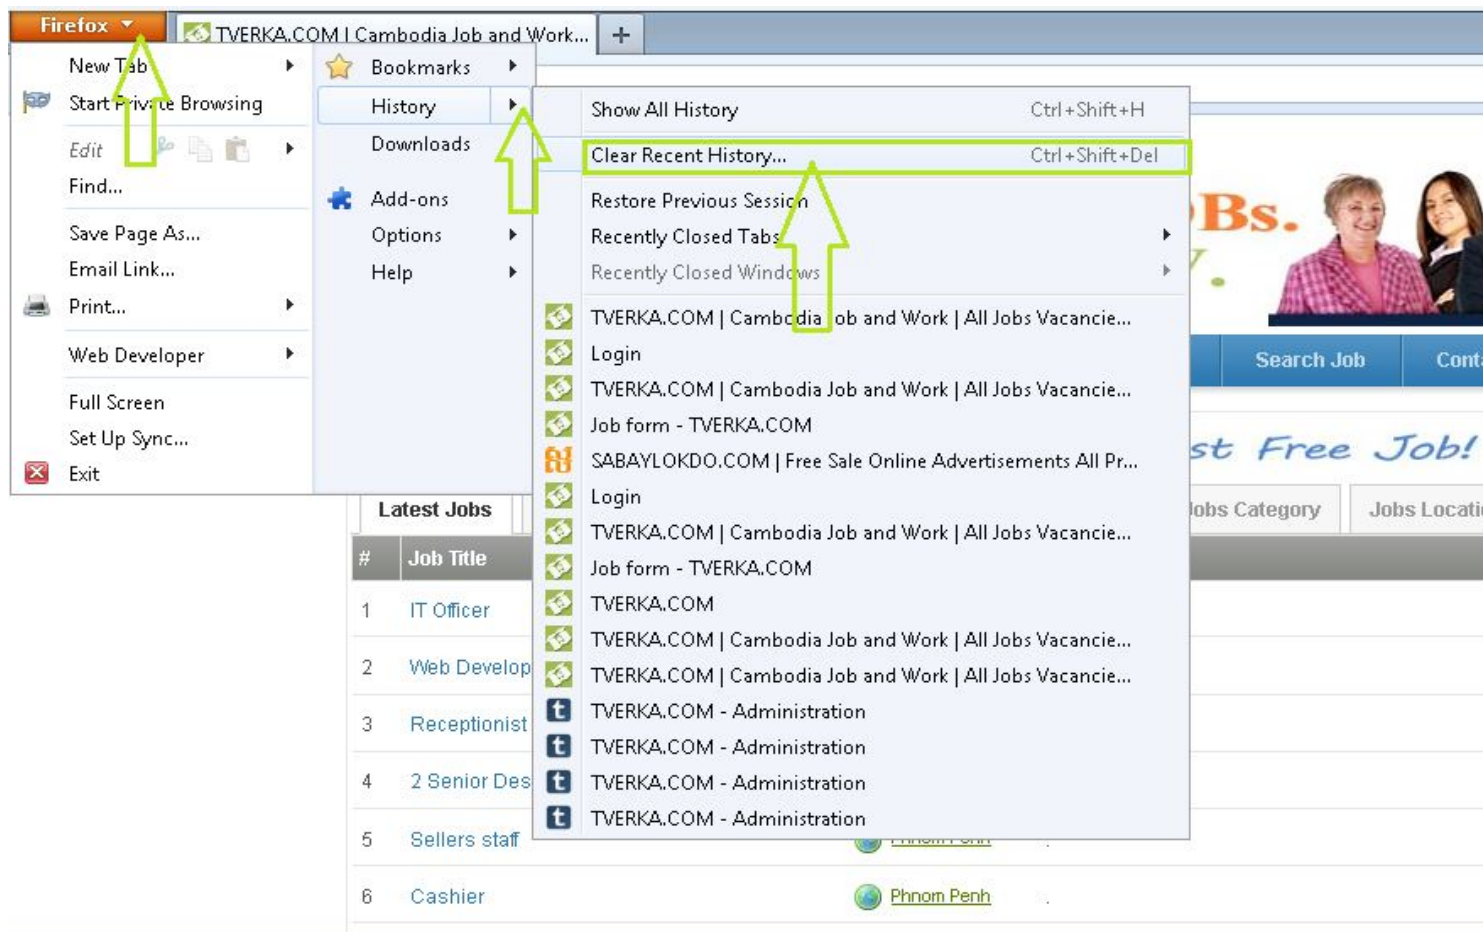 Firefox
TVERKA.COM | Cambodia Job and Work...
New Tab
Start Private Browsing
Edit
Find...
Save Page As...
Email Link...
Print...
Web Developer
Full Screen
Set Up Sync...
Exit
Bookmarks
History
Downloads
Add-ons
Options
Help
Show All History Ctrl+Shift+H
Clear Recent History... Ctrl+Shift+Del
Restore Previous Session
Recently Closed Tabs
Recently Closed Windows
TVERKA.COM | Cambodia Job and Work | All Jobs Vacancie...
Login
TVERKA.COM | Cambodia Job and Work | All Jobs Vacancie...
Job form - TVERKA.COM
SABAYLOKDO.COM | Free Sale Online Advertisements All Pr...
Login
TVERKA.COM | Cambodia Job and Work | All Jobs Vacancie...
Job form - TVERKA.COM
TVERKA.COM
TVERKA.COM | Cambodia Job and Work | All Jobs Vacancie...
TVERKA.COM | Cambodia Job and Work | All Jobs Vacancie...
TVERKA.COM - Administration
TVERKA.COM - Administration
TVERKA.COM - Administration
TVERKA.COM - Administration
Bs.
Search Job
st Free Job!
Latest Jobs
Jobs Category
# Job Title
1 IT Officer
2 Web Develop
3 Receptionist
4 2 Senior Des
5 Sellers staff Phnom Penh
6 Cashier Phnom Penh